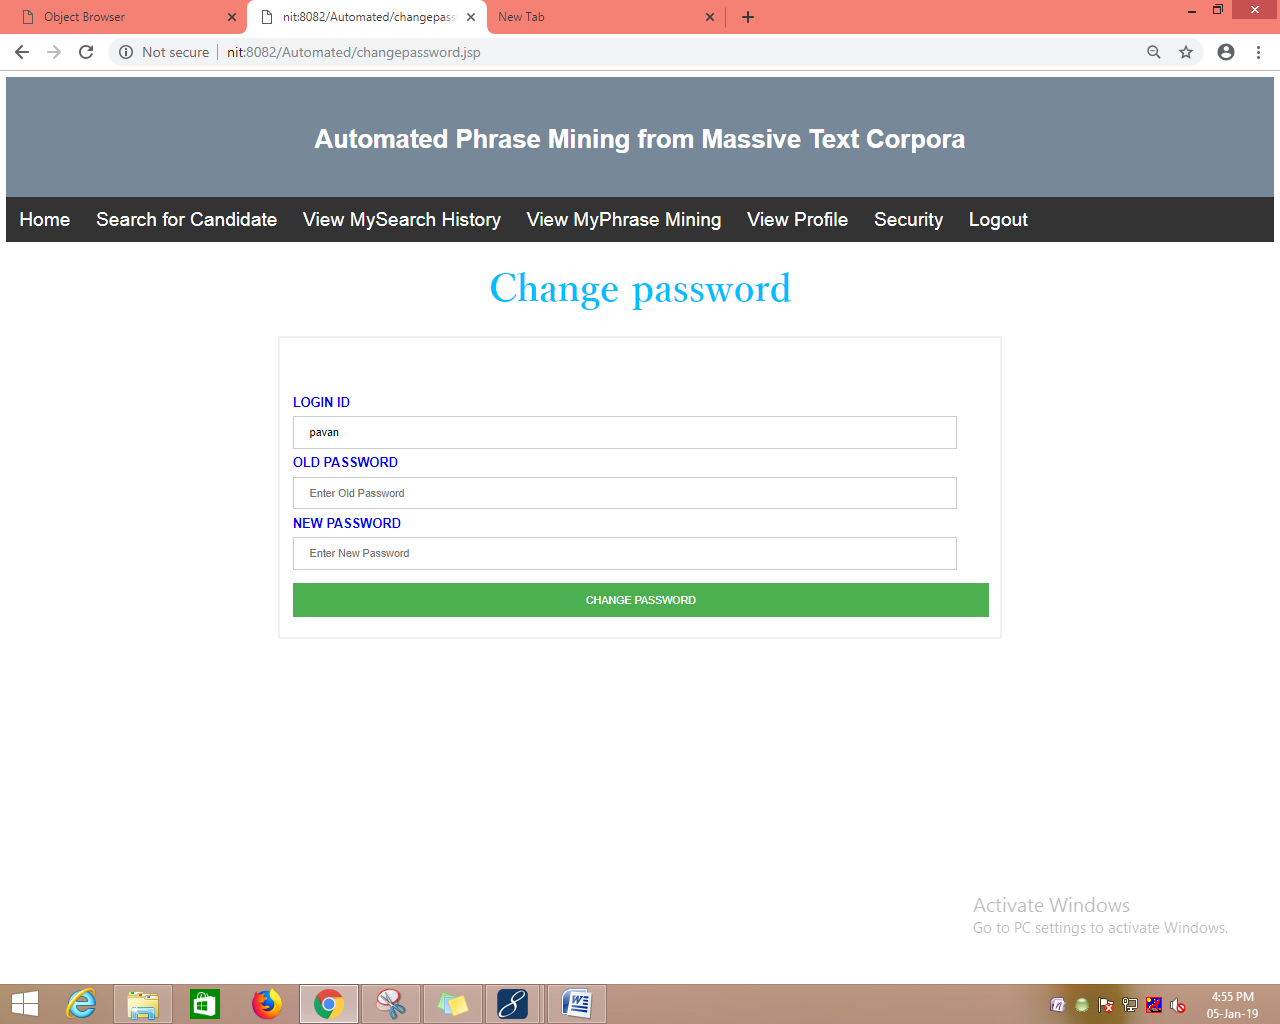 Object Browser
nit:8082/Automated/changepass
New Tab
Not secure
nit:8082/Automated/changepassword.jsp
Automated Phrase Mining from Massive Text Corpora
Home Search for Candidate View MySearch History View MyPhrase Mining View Profile Security Logout
Change password
LOGIN ID
pavan
OLD PASSWORD
Enter Old Password
NEW PASSWORD
Enter New Password
CHANGE PASSWORD
Activate Windows
Go to PC settings to activate Windows.
4:55 PM
05-Jan-19